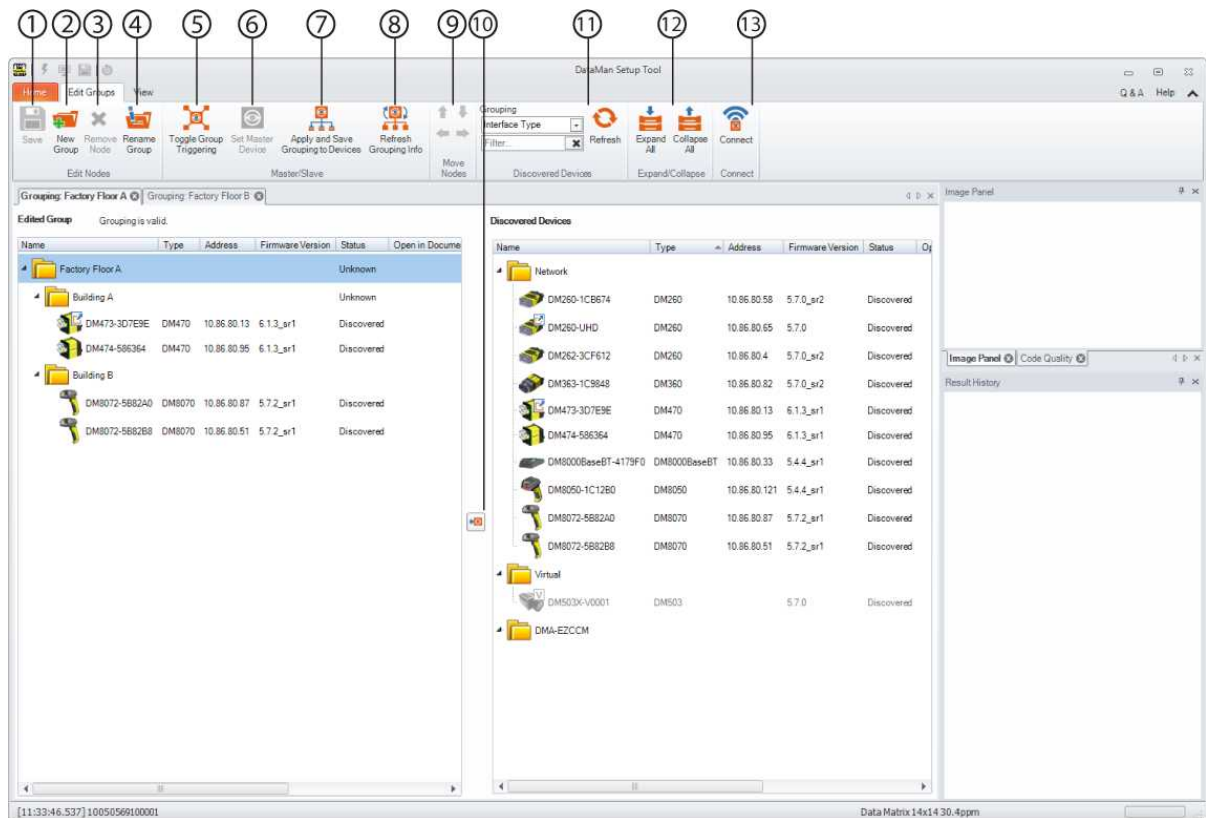 1 2 3 4 5 6 7 8 9 10 11 12 13
DataMan Setup Tool
Home Edit Groups View Q & A Help
Save New Group Remove Node Rename Group
Edit Nodes
Toggle Group Triggering Set Master Device Apply and Save Grouping to Devices Refresh Grouping Info
Master/Slave
Move Nodes
Grouping
Interface Type
Filter...
Refresh
Discovered Devices
Expand All Collapse All
Expand/Collapse
Connect
Connect
Grouping: Factory Floor A Grouping: Factory Floor B
Edited Group Grouping is valid.
Name Type Address Firmware Version Status Open in Docume
Factory Floor A Unknown
Building A Unknown
DM473-3D7E9E DM470 10.86.80.13 6.1.3_sr1 Discovered
DM474-586364 DM470 10.86.80.95 6.1.3_sr1 Discovered
Building B
DM8072-5B82A0 DM8070 10.86.80.87 5.7.2_sr1 Discovered
DM8072-5B82B8 DM8070 10.86.80.51 5.7.2_sr1 Discovered
Discovered Devices
Name Type Address Firmware Version Status Op
Network
DM260-1CB674 DM260 10.86.80.58 5.7.0_sr2 Discovered
DM260-UHD DM260 10.86.80.65 5.7.0 Discovered
DM262-3CF612 DM260 10.86.80.4 5.7.0_sr2 Discovered
DM363-1C9848 DM360 10.86.80.82 5.7.0_sr2 Discovered
DM473-3D7E9E DM470 10.86.80.13 6.1.3_sr1 Discovered
DM474-586364 DM470 10.86.80.95 6.1.3_sr1 Discovered
DM8000BaseBT-4179F0 DM8000BaseBT 10.86.80.33 5.4.4_sr1 Discovered
DM8050-1C12B0 DM8050 10.86.80.121 5.4.4_sr1 Discovered
DM8072-5B82A0 DM8070 10.86.80.87 5.7.2_sr1 Discovered
DM8072-5B82B8 DM8070 10.86.80.51 5.7.2_sr1 Discovered
Virtual
V
DM503X-V0001 DM503 5.7.0 Discovered
DMA-EZCCM
Image Panel
Image Panel Code Quality
Result History
[11:33:46.537] 10050569100001
Data Matrix 14x14 30.4ppm